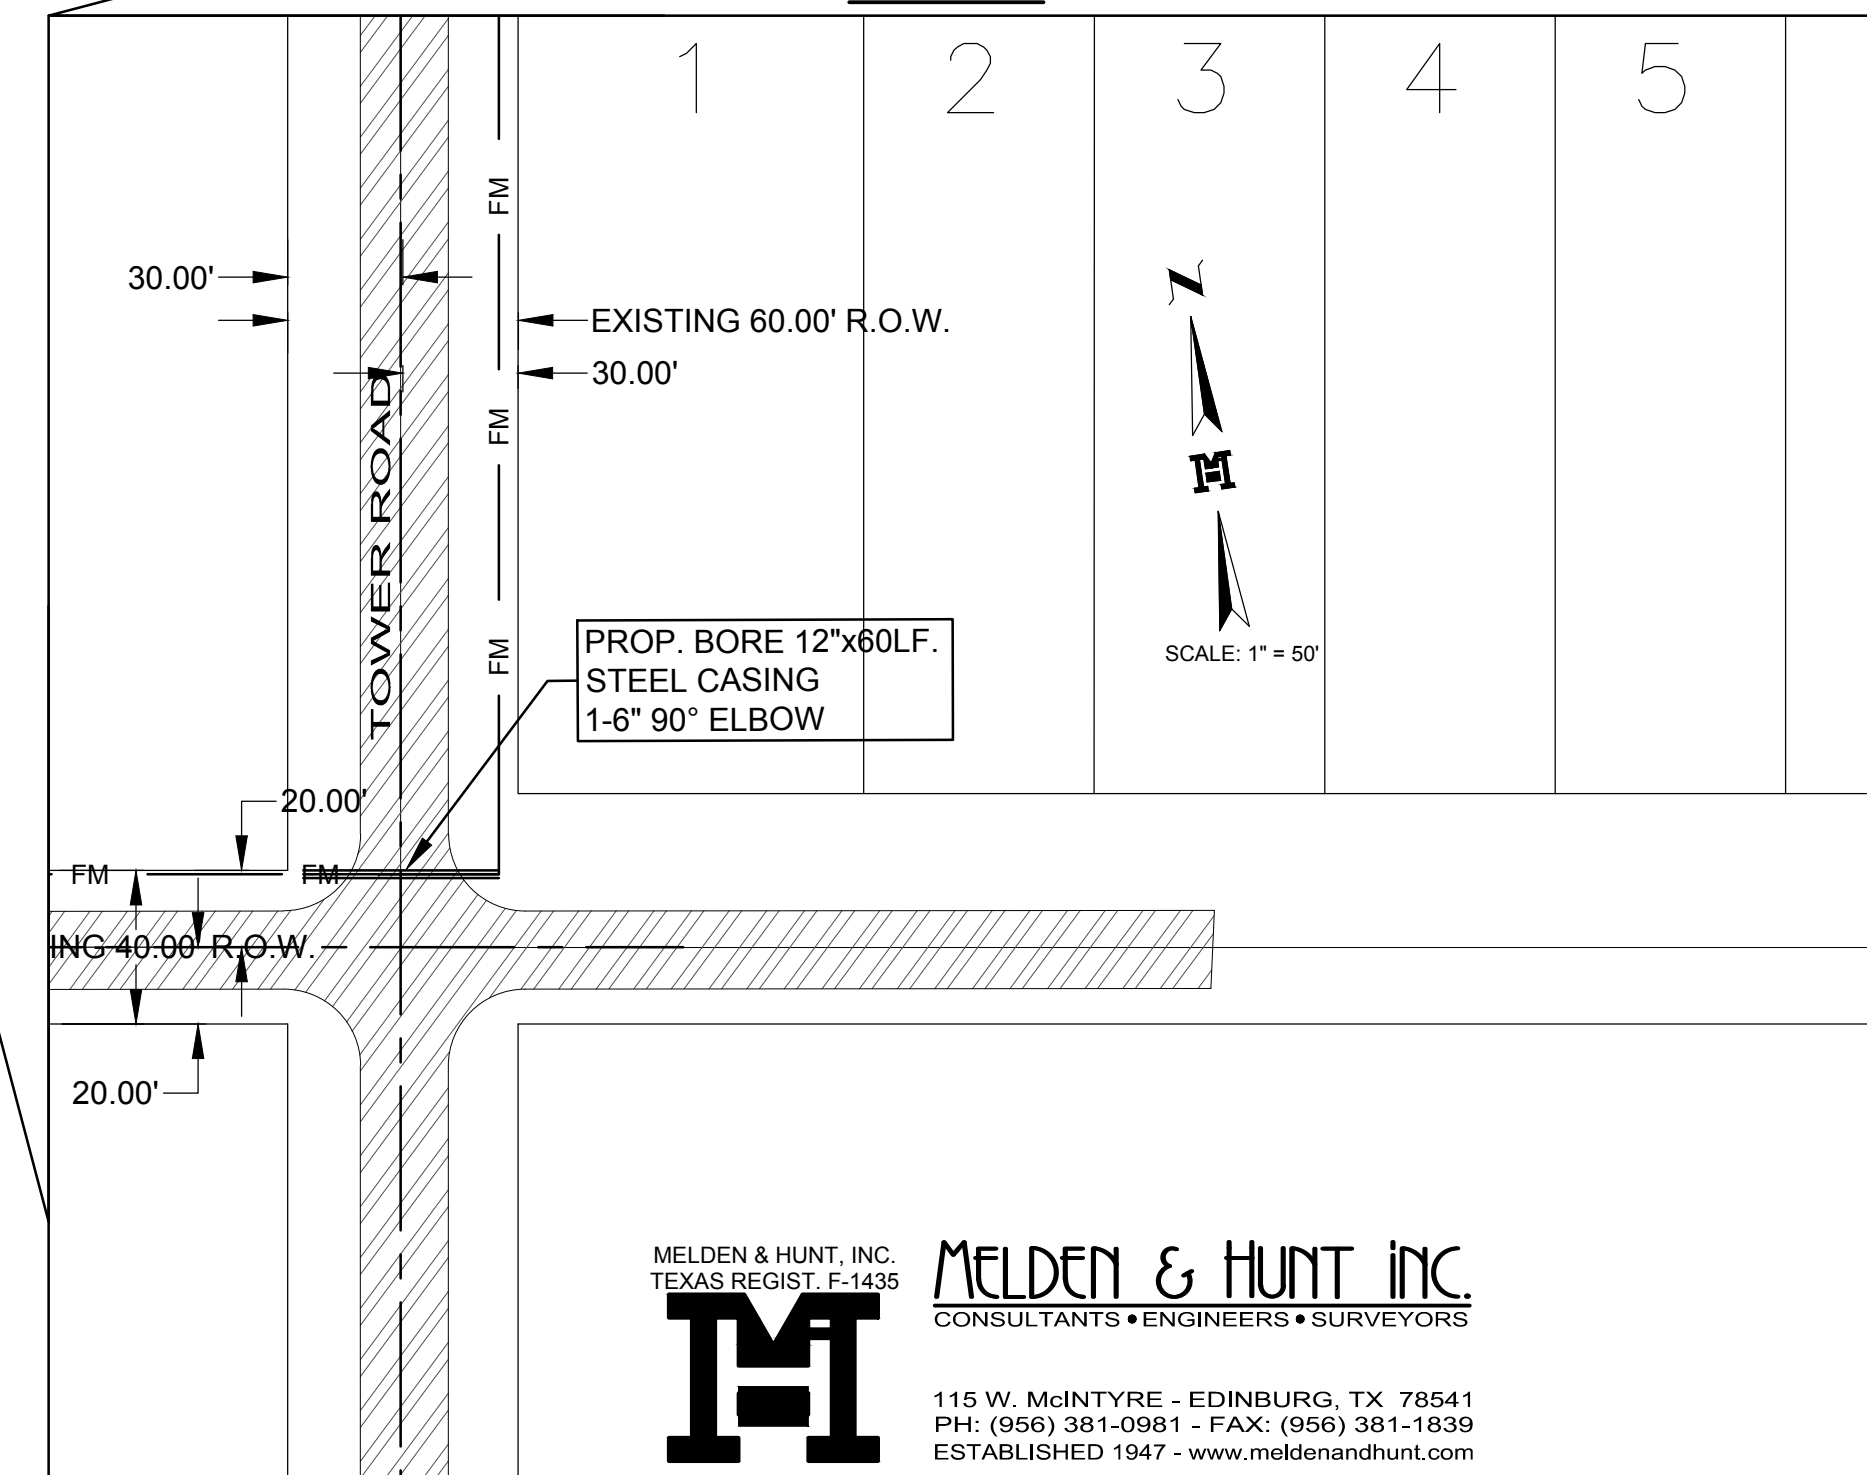 1 2 3 4 5
FM
30.00'
EXISTING 60.00' R.O.W.
30.00'
N
FM
TOWER ROAD
FM
PROP. BORE 12"x60LF.
STEEL CASING
1-6" 90° ELBOW
SCALE: 1" = 50'
20.00'
FM FM
ING 40.00' R.O.W.
20.00'
MELDEN & HUNT, INC.
TEXAS REGIST. F-1435
MELDEN & HUNT INC.
CONSULTANTS • ENGINEERS • SURVEYORS
115 W. McINTYRE - EDINBURG, TX 78541
PH: (956) 381-0981 - FAX: (956) 381-1839
ESTABLISHED 1947 - www.meldenandhunt.com